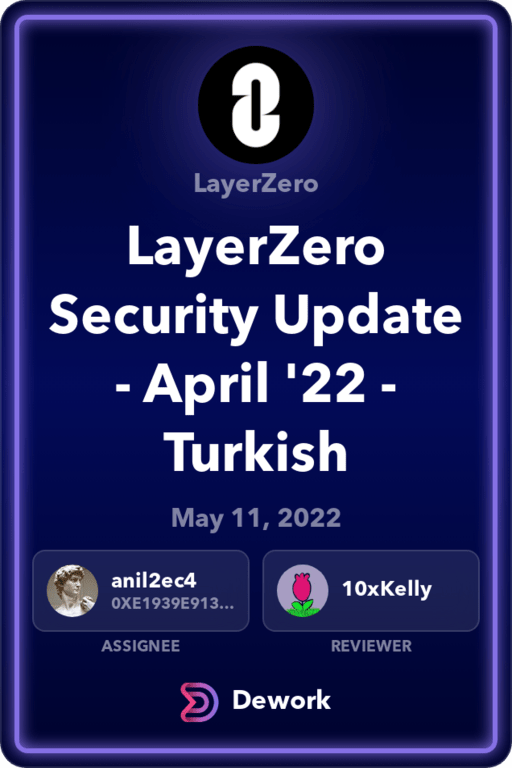 LayerZero
LayerZero
Security Update
- April '22 -
Turkish
May 11, 2022
anil2ec4
0XE1939E913...
10xKelly
ASSIGNEE
REVIEWER
Dework